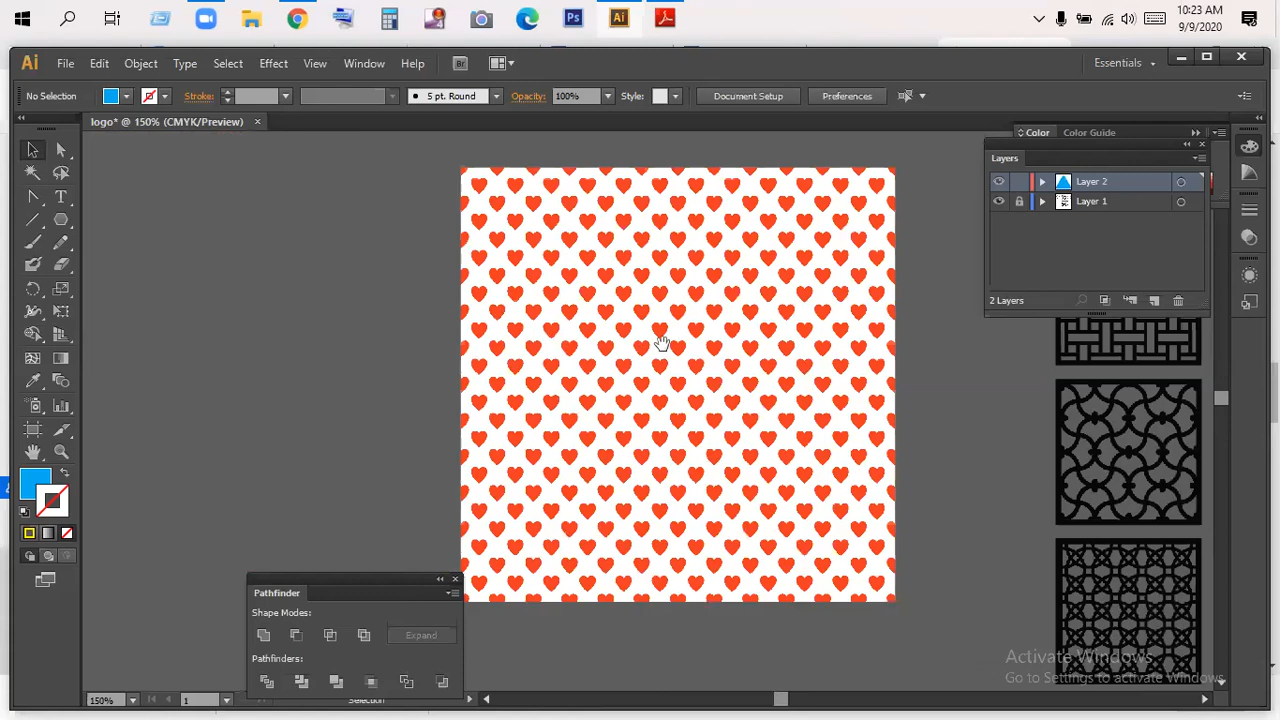 10:23 AM
9/9/2020
Ps
Ai
Ai File Edit Object Type Select Effect View Window Help Br Essentials
No Selection Stroke: 5 pt. Round Opacity: 100% Style: Document Setup Preferences
logo* @ 150% (CMYK/Preview) ×
Color Color Guide
Layers
Layer 2
Layer 1
2 Layers
Pathfinder
Shape Modes:
Expand
Pathfinders:
Activate Windows
Go to Settings to activate Windows.
150% 1 Selection